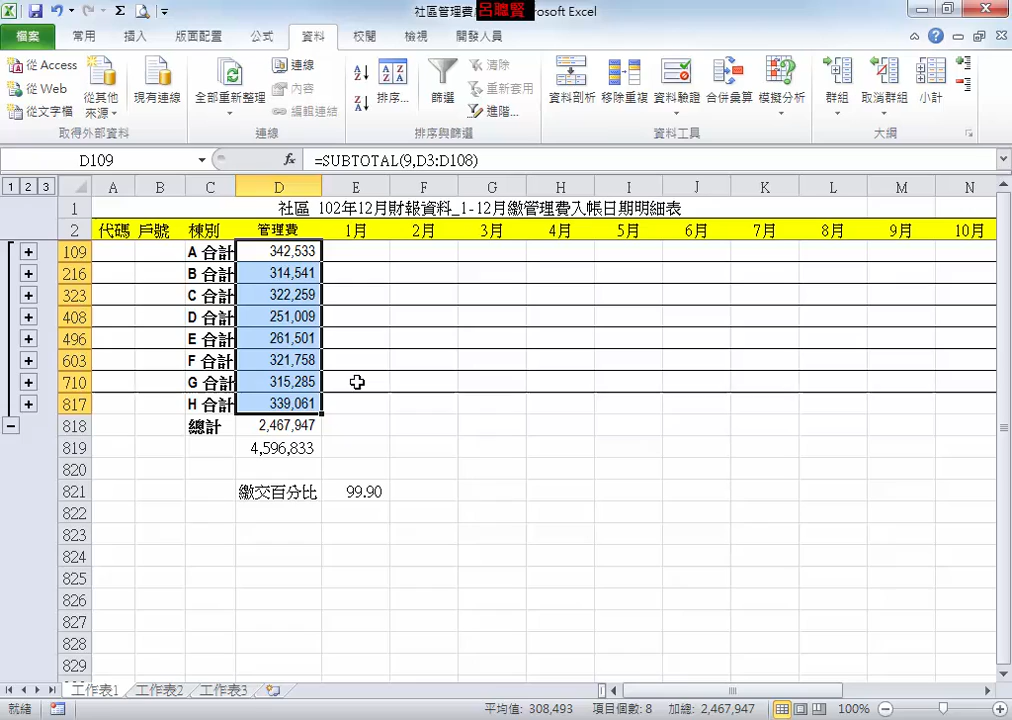 社區管理費 呂聰賢 Microsoft Excel
檔案 常用 插入 版面配置 公式 資料 校閱 檢視 開發人員
從 Access
從 Web
從文字檔
從其他來源
現有連線
取得外部資料
全部重新整理
連線
內容
編輯連結
連線
排序...
篩選
清除
重新套用
進階...
排序與篩選
資料剖析
移除重複
資料驗證
合併彙算
模擬分析
資料工具
群組
取消群組
小計
大綱
D109 fx =SUBTOTAL(9,D3:D108)
1 2 3 A B C D E F G H I J K L M N
1 社區 102年12月財報資料_1-12月繳管理費入帳日期明細表
2 代碼 戶號 棟別 管理費 1月 2月 3月 4月 5月 6月 7月 8月 9月 10月
109 A 合計 342,533
216 B 合計 314,541
323 C 合計 322,259
408 D 合計 251,009
496 E 合計 261,501
603 F 合計 321,758
710 G 合計 315,285
817 H 合計 339,061
818 總計 2,467,947
819 4,596,833
820
821 繳交百分比 99.90
822
823
824
825
826
827
828
829
工作表1 工作表2 工作表3
就緒 平均值: 308,493 項目個數: 8 加總: 2,467,947 100%